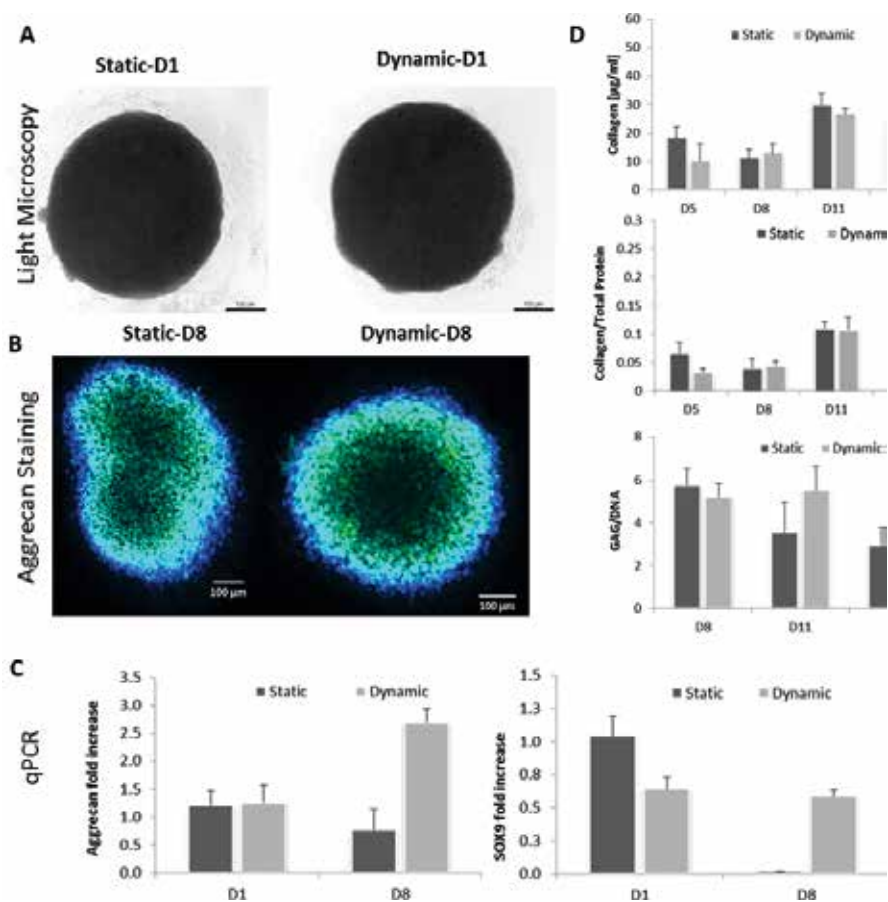 A
Static-D1
Dynamic-D1
Light Microscopy
B
Static-D8
Dynamic-D8
Aggrecan Staining
100 µm
100 µm
C
qPCR
Static
Dynamic
Aggrecan fold increase
3.5
3.0
2.5
2.0
1.5
1.0
0.5
0.0
D1
D8
Static
Dynamic
SOX9 fold increase
1.5
1.3
1.0
0.8
0.5
0.3
0.0
D1
D8
D
Static
Dynamic
Collagen [µg/ml]
60
50
40
30
20
10
0
D5
D8
D11
Static
Dynam
Collagen/Total Protein
0.3
0.25
0.2
0.15
0.1
0.05
0
D5
D8
D11
Static
Dynamic
GAG/DNA
8
6
4
2
0
D8
D11